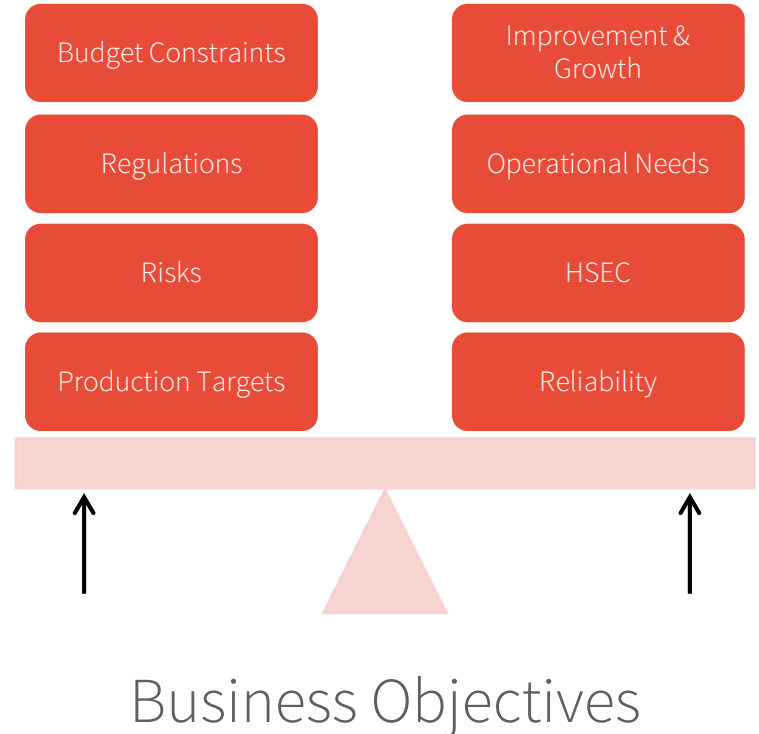 Budget Constraints
Regulations
Risks
Production Targets
Improvement &
Growth
Operational Needs
HSEC
Reliability
Business Objectives